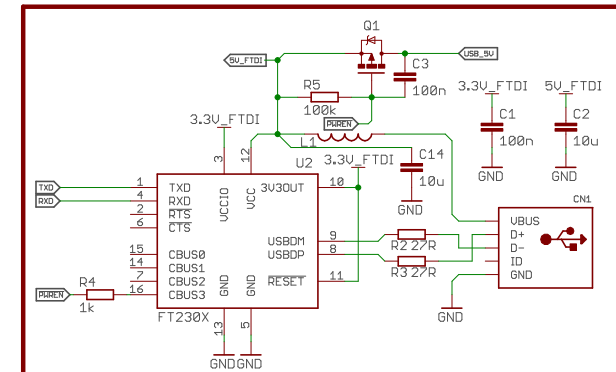 Q1
5V_FTDI
USB_5V
C3
100n
R5
100k
PWREN
3.3V_FTDI
L1
3.3V_FTDI
5V_FTDI
C1
100n
GND
C2
10u
GND
3
12
U2
3.3V_FTDI
C14
10u
GND
TXD
RXD
1
4
2
6
15
14
7
16
TXD
RXD
RTS
CTS
CBUS0
CBUS1
CBUS2
CBUS3
VCCIO
VCC
3V3OUT
USBDM
USBDP
RESET
GND
GND
10
9
8
11
R2 27R
R3 27R
CN1
VBUS
D+
D-
ID
GND
GND
PWREN
R4
1k
FT230X
13
5
GND
GND